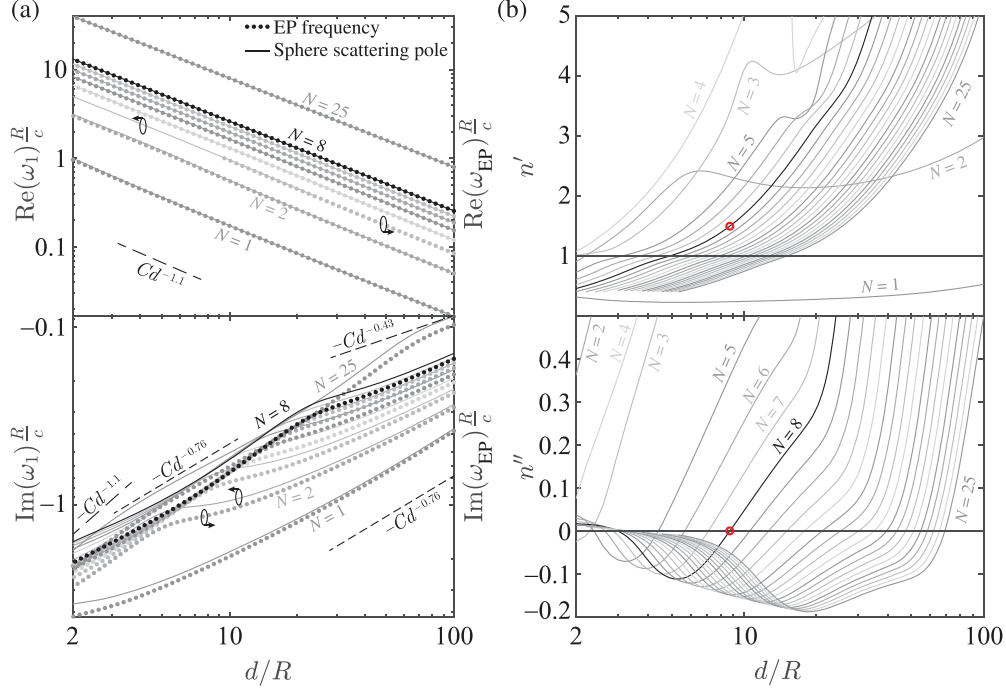 (a)
EP frequency
Sphere scattering pole
10
1
0.1
Re(ω₁) R/c
Re(ω_EP) R/c
N = 25
N = 8
N = 2
N = 1
Cd^−1.1
−0.1
−1
Im(ω₁) R/c
Im(ω_EP) R/c
−Cd^−0.43
N = 25
N = 8
−Cd^−0.76
Cd^−1.1
N = 2
N = 1
−Cd^−0.76
2
10
100
d/R
(b)
5
4
3
2
1
n′
N = 4
N = 3
N = 5
N = 8
N = 25
N = 2
N = 1
0.4
0.3
0.2
0.1
0
-0.1
-0.2
n″
N = 2
N = 4
N = 3
N = 5
N = 6
N = 7
N = 8
N = 25
2
10
100
d/R